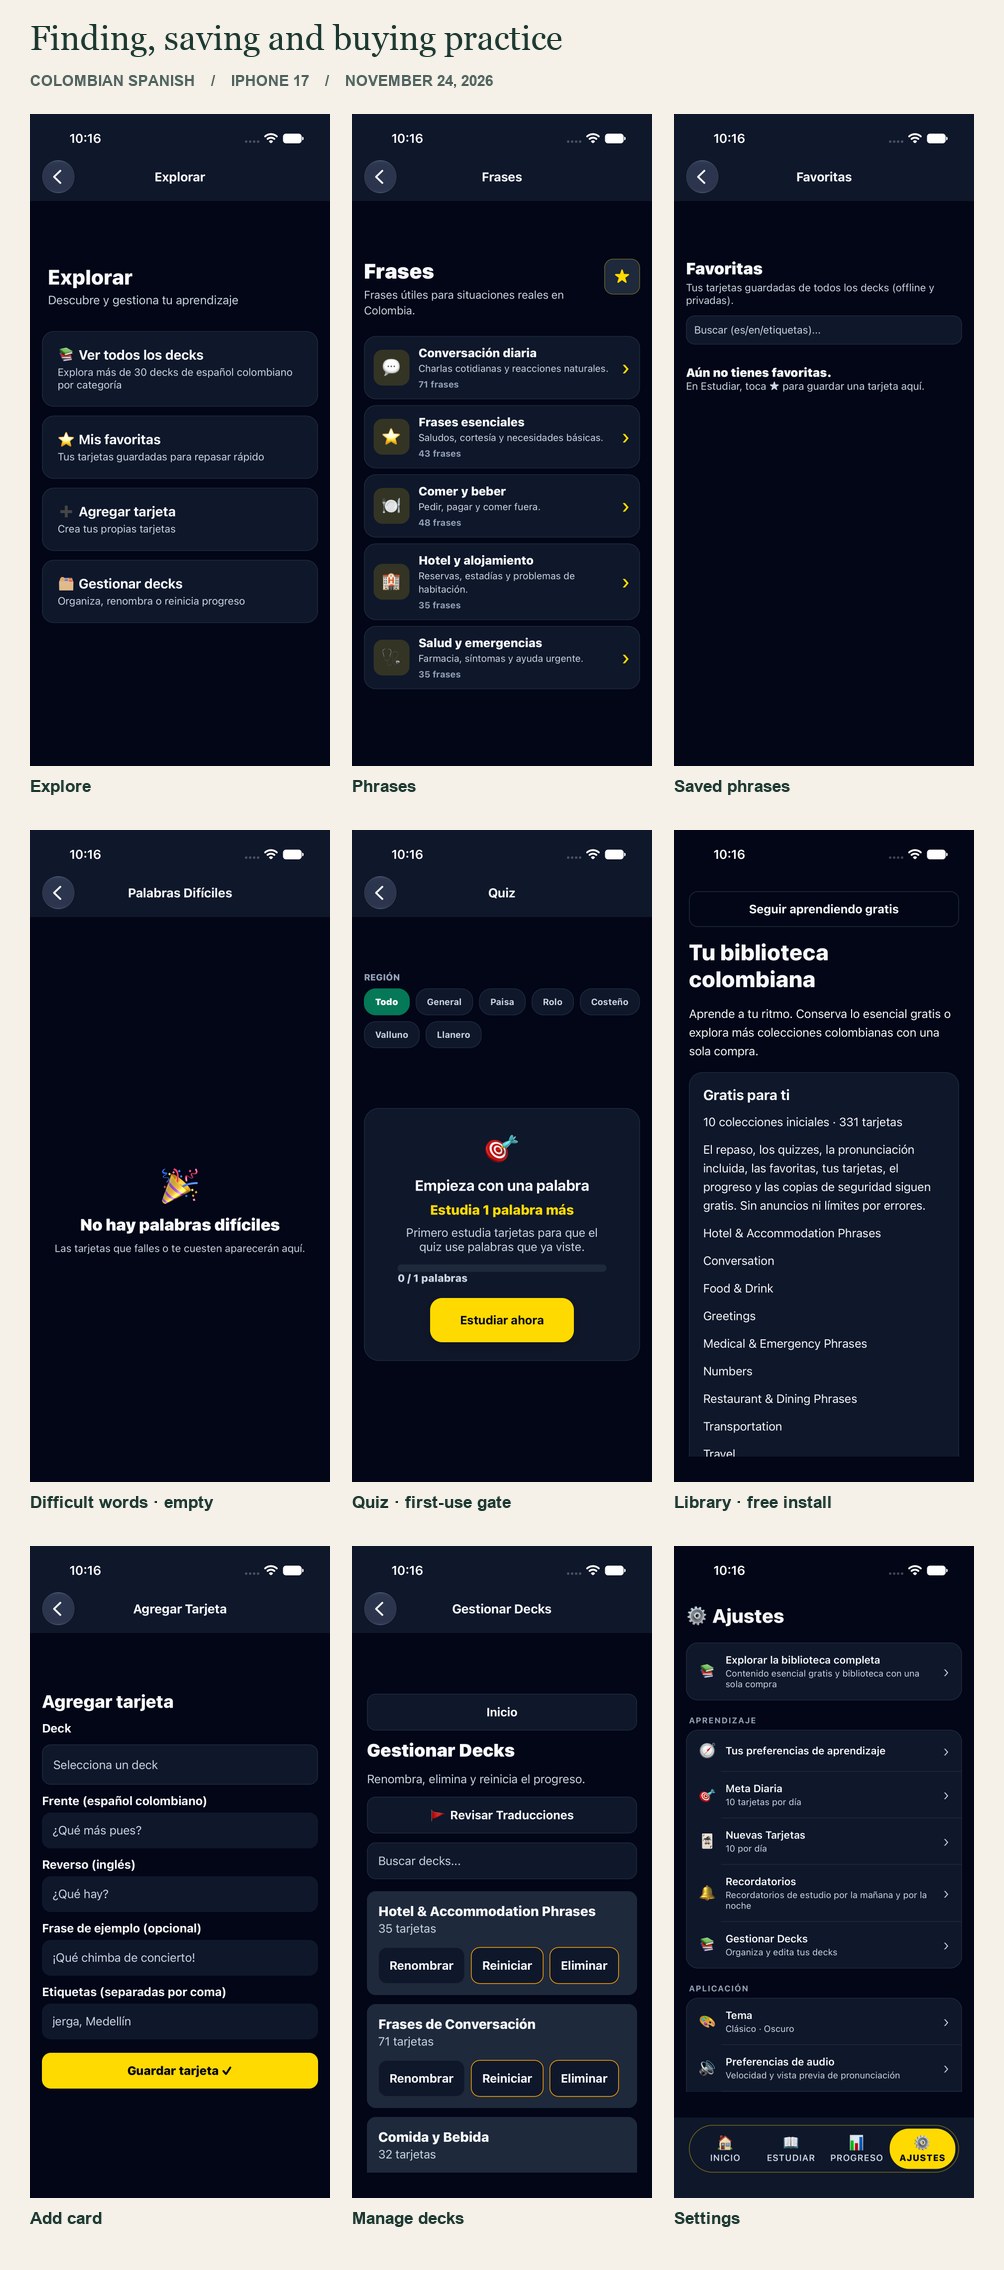 Finding, saving and buying practice
COLOMBIAN SPANISH / IPHONE 17 / NOVEMBER 24, 2026
10:16
Explorar
Explorar
Descubre y gestiona tu aprendizaje
Ver todos los decks
Explora más de 30 decks de español colombiano
por categoría
Mis favoritas
Tus tarjetas guardadas para repasar rápido
Agregar tarjeta
Crea tus propias tarjetas
Gestionar decks
Organiza, renombra o reinicia progreso
Explore
10:16
Frases
Frases
Frases útiles para situaciones reales en
Colombia.
Conversación diaria
Charlas cotidianas y reacciones naturales.
71 frases
Frases esenciales
Saludos, cortesía y necesidades básicas.
43 frases
Comer y beber
Pedir, pagar y comer fuera.
48 frases
Hotel y alojamiento
Reservas, estadías y problemas de
habitación.
35 frases
Salud y emergencias
Farmacia, síntomas y ayuda urgente.
35 frases
Phrases
10:16
Favoritas
Favoritas
Tus tarjetas guardadas de todos los decks (offline y
privadas).
Buscar (es/en/etiquetas)...
Aún no tienes favoritas.
En Estudiar, toca ★ para guardar una tarjeta aquí.
Saved phrases
10:16
Palabras Difíciles
No hay palabras difíciles
Las tarjetas que falles o te cuesten aparecerán aquí.
Difficult words · empty
10:16
Quiz
REGIÓN
Todo General Paisa Rolo Costeño
Valluno Llanero
Empieza con una palabra
Estudia 1 palabra más
Primero estudia tarjetas para que el
quiz use palabras que ya viste.
0 / 1 palabras
Estudiar ahora
Quiz · first-use gate
10:16
Seguir aprendiendo gratis
Tu biblioteca
colombiana
Aprende a tu ritmo. Conserva lo esencial gratis o
explora más colecciones colombianas con una
sola compra.
Gratis para ti
10 colecciones iniciales · 331 tarjetas
El repaso, los quizzes, la pronunciación
incluida, las favoritas, tus tarjetas, el
progreso y las copias de seguridad siguen
gratis. Sin anuncios ni límites por errores.
Hotel & Accommodation Phrases
Conversation
Food & Drink
Greetings
Medical & Emergency Phrases
Numbers
Restaurant & Dining Phrases
Transportation
Travel
Library · free install
10:16
Agregar Tarjeta
Agregar tarjeta
Deck
Selecciona un deck
Frente (español colombiano)
¿Qué más pues?
Reverso (inglés)
¿Qué hay?
Frase de ejemplo (opcional)
¡Qué chimba de concierto!
Etiquetas (separadas por coma)
jerga, Medellín
Guardar tarjeta ✓
Add card
10:16
Gestionar Decks
Inicio
Gestionar Decks
Renombra, elimina y reinicia el progreso.
Revisar Traducciones
Buscar decks...
Hotel & Accommodation Phrases
35 tarjetas
Renombrar Reiniciar Eliminar
Frases de Conversación
71 tarjetas
Renombrar Reiniciar Eliminar
Comida y Bebida
32 tarjetas
Manage decks
10:16
Ajustes
Explorar la biblioteca completa
Contenido esencial gratis y biblioteca con una
sola compra
APRENDIZAJE
Tus preferencias de aprendizaje
Meta Diaria
10 tarjetas por día
Nuevas Tarjetas
10 por día
Recordatorios
Recordatorios de estudio por la mañana y por la
noche
Gestionar Decks
Organiza y edita tus decks
APLICACIÓN
Tema
Clásico · Oscuro
Preferencias de audio
Velocidad y vista previa de pronunciación
INICIO ESTUDIAR PROGRESO AJUSTES
Settings